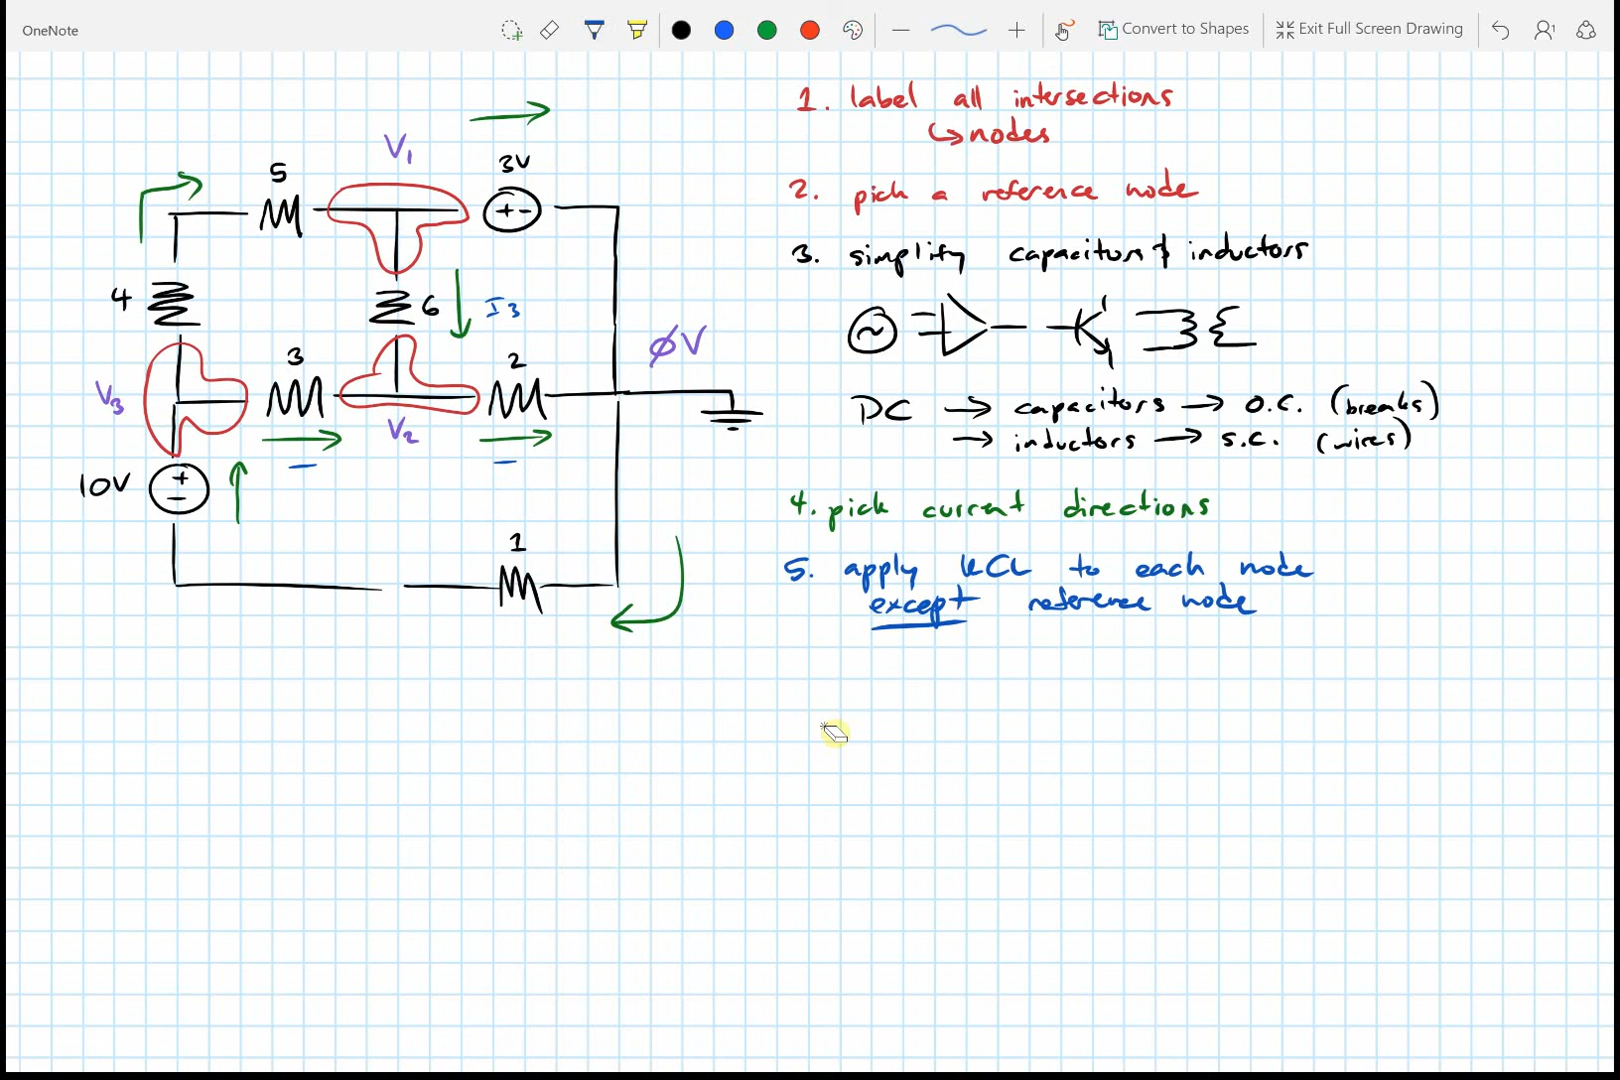 OneNote
Convert to Shapes
Exit Full Screen Drawing
1. label all intersections
↳ nodes
2. pick a reference node
3. simplify capacitors & inductors
DC → capacitors → O.C. (breaks)
→ inductors → S.C. (wires)
4. pick current directions
5. apply KCL to each node
except reference node
V1
3V
5
4
6
I3
∅V
3
2
V3
V2
10V
1